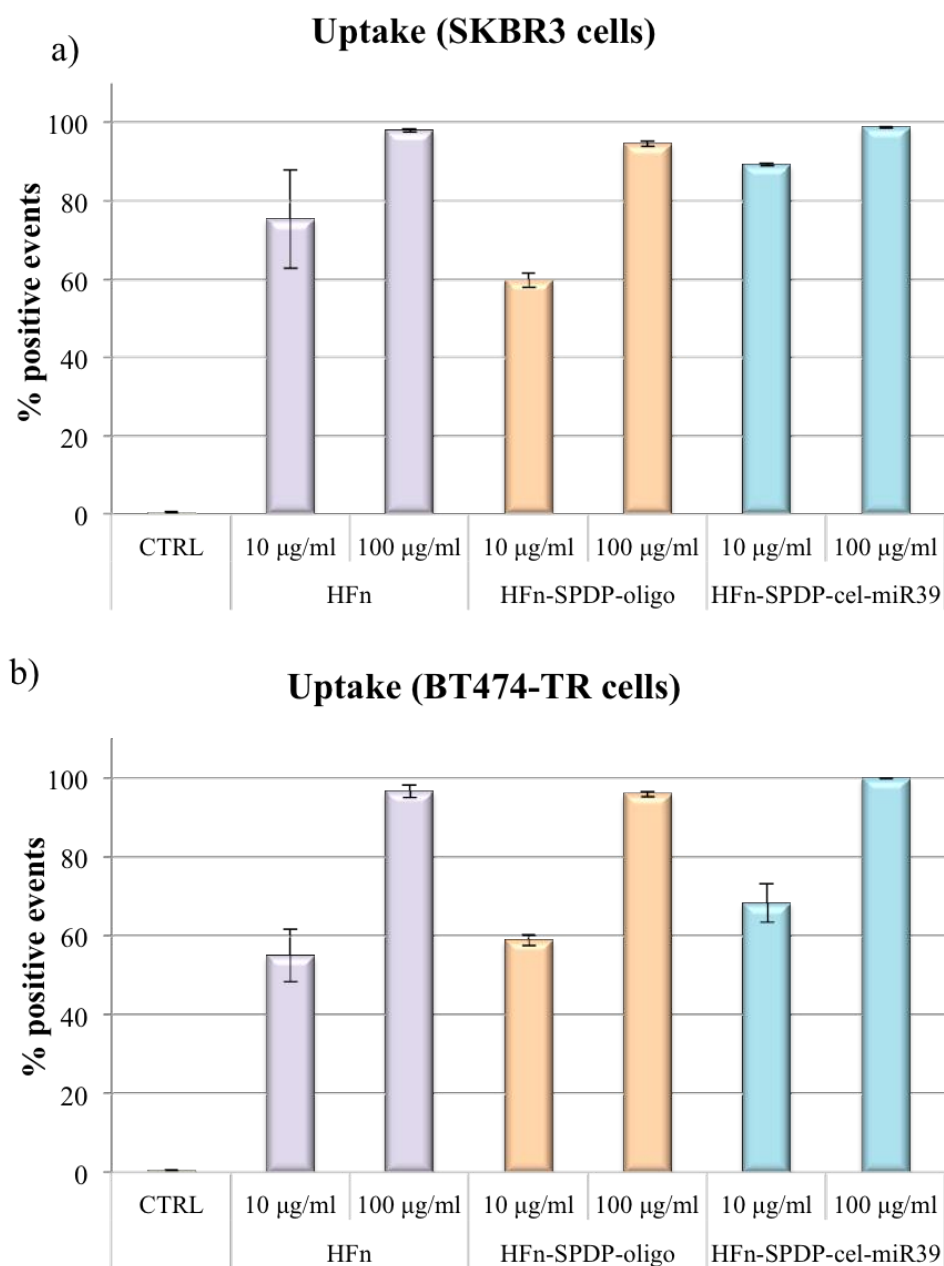 a)
Uptake (SKBR3 cells)
% positive events
100
80
60
40
20
0
CTRL 10 μg/ml 100 μg/ml 10 μg/ml 100 μg/ml 10 μg/ml 100 μg/ml
HFn HFn-SPDP-oligo HFn-SPDP-cel-miR39
b)
Uptake (BT474-TR cells)
% positive events
100
80
60
40
20
0
CTRL 10 μg/ml 100 μg/ml 10 μg/ml 100 μg/ml 10 μg/ml 100 μg/ml
HFn HFn-SPDP-oligo HFn-SPDP-cel-miR39